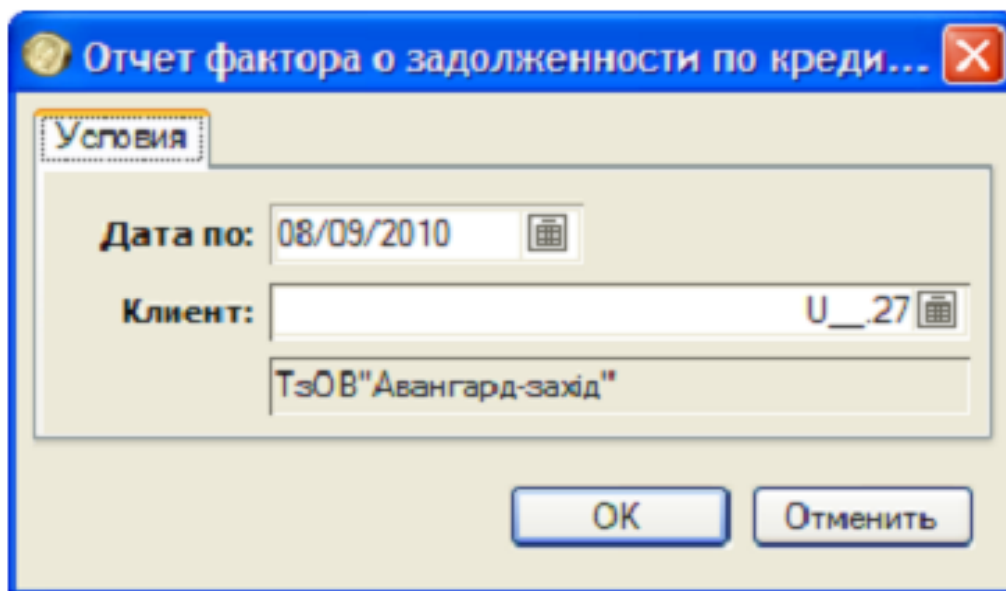 Отчет фактора о задолженности по креди...
Условия
Дата по: 08/09/2010
Клиент: U__.27
ТзОВ"Авангард-захід"
OK Отменить